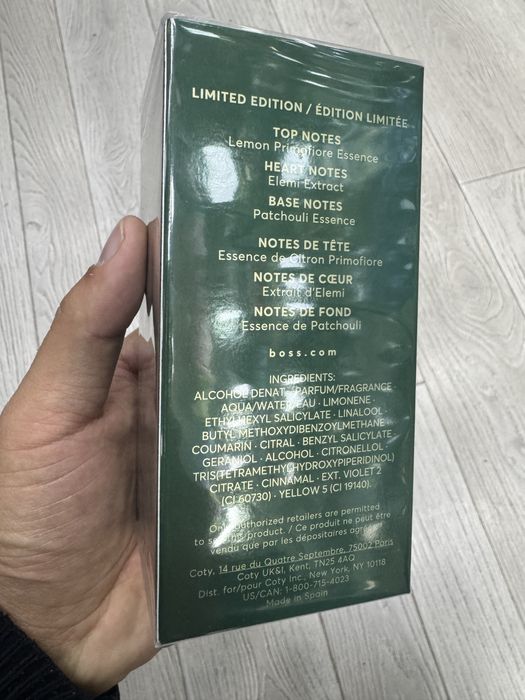 LIMITED EDITION / ÉDITION LIMITÉE
TOP NOTES
Lemon Primofiore Essence
HEART NOTES
Elemi Extract
BASE NOTES
Patchouli Essence
NOTES DE TÊTE
Essence de Citron Primofiore
NOTES DE CŒUR
Extrait d'Elemi
NOTES DE FOND
Essence de Patchouli
boss.com
INGREDIENTS:
ALCOHOL DENAT. · PARFUM/FRAGRANCE ·
AQUA/WATER/EAU · LIMONENE ·
ETHYLHEXYL SALICYLATE · LINALOOL ·
BUTYL METHOXYDIBENZOYLMETHANE ·
COUMARIN · CITRAL · BENZYL SALICYLATE ·
GERANIOL · ALCOHOL · CITRONELLOL ·
TRIS(TETRAMETHYLHYDROXYPIPERIDINOL)
CITRATE · CINNAMAL · EXT. VIOLET 2
(CI 60730) · YELLOW 5 (CI 19140).
Only authorized retailers are permitted
to sell this product. / Ce produit ne peut être
vendu que par les dépositaires agréés.
Coty, 14 rue du Quatre Septembre, 75002 Paris
Coty UK&I, Kent, TN25 4AQ
Dist. for/pour Coty Inc., New York, NY 10118
US/CAN: 1-800-715-4023
Made in Spain